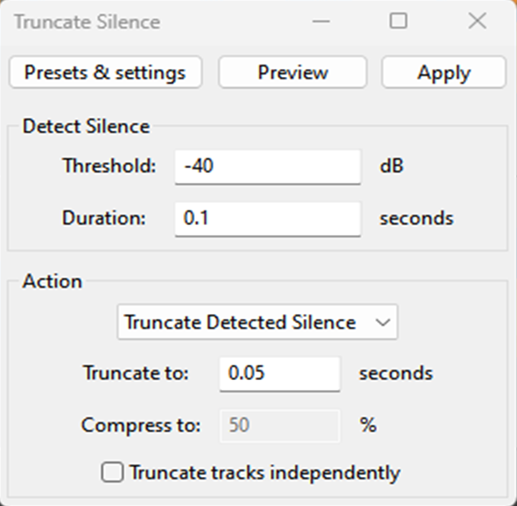 Truncate Silence
Presets & settings Preview Apply
Detect Silence
Threshold: -40 dB
Duration: 0.1 seconds
Action
Truncate Detected Silence
Truncate to: 0.05 seconds
Compress to: 50 %
Truncate tracks independently